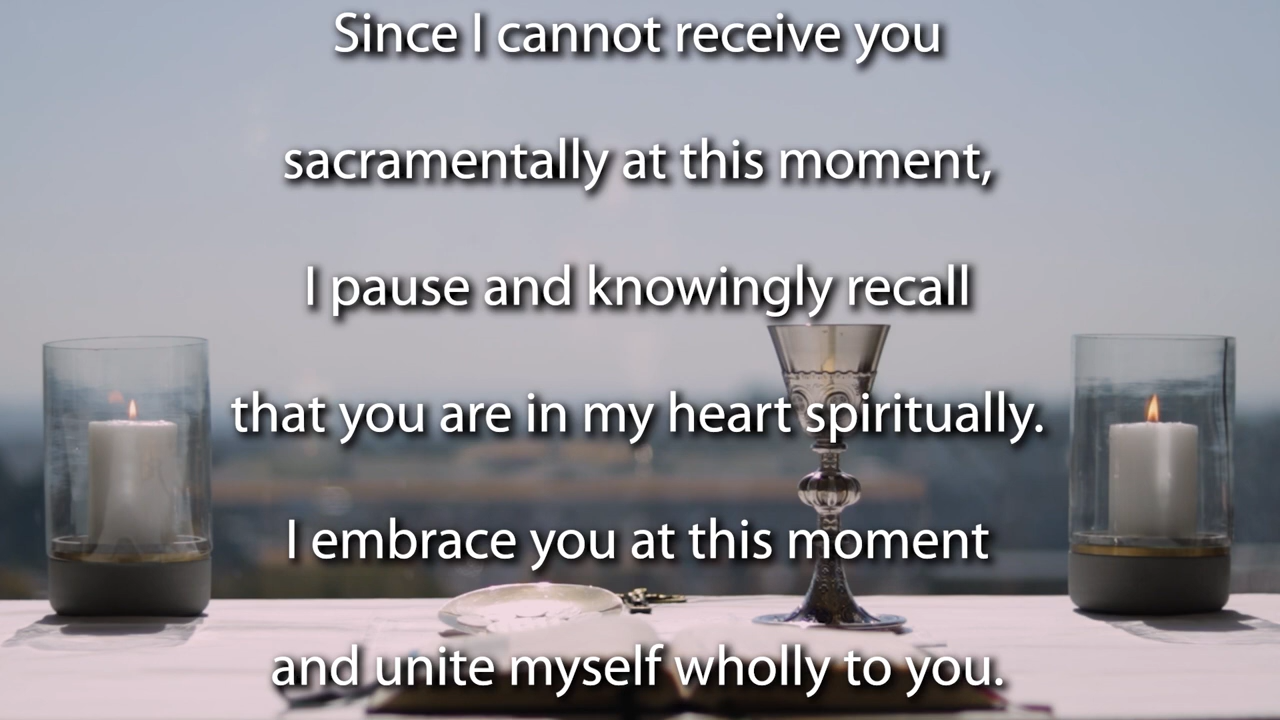 Since I cannot receive you
sacramentally at this moment,
I pause and knowingly recall
that you are in my heart spiritually.
I embrace you at this moment
and unite myself wholly to you.